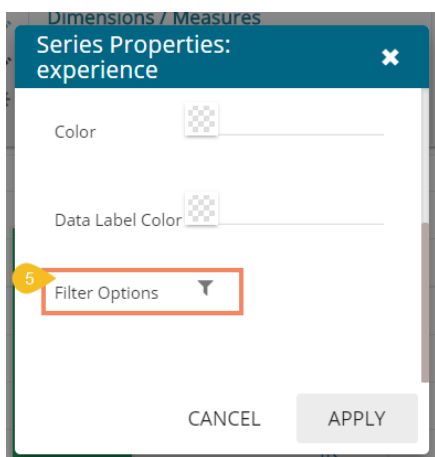 Dimensions / Measures
Series Properties:
experience
Color
Data Label Color
5
Filter Options
CANCEL APPLY